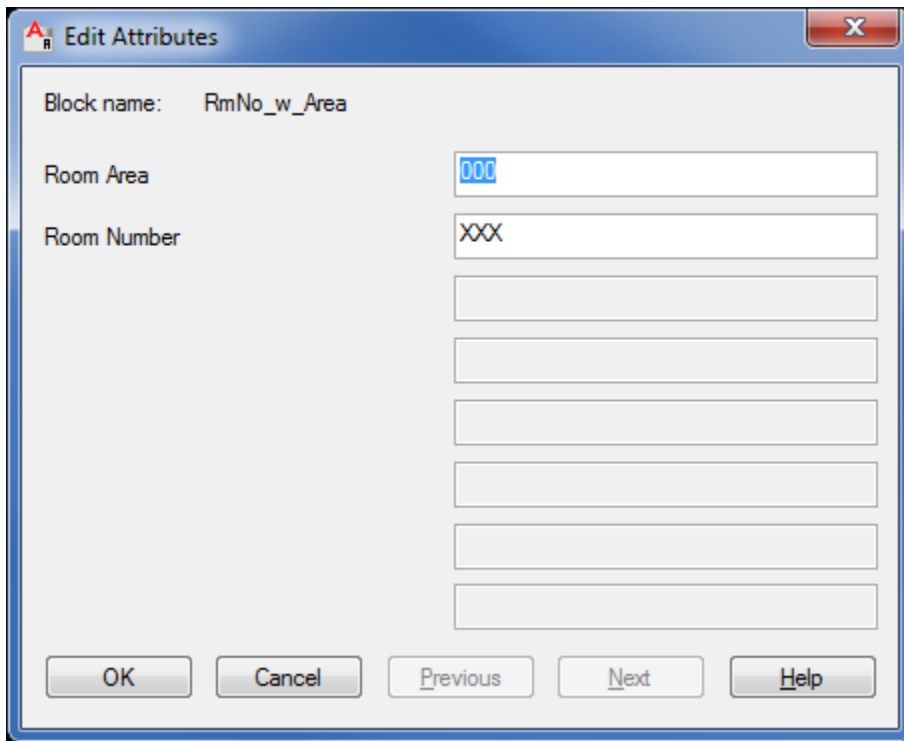 Edit Attributes
Block name: RmNo_w_Area
Room Area 000
Room Number XXX
OK Cancel Previous Next Help